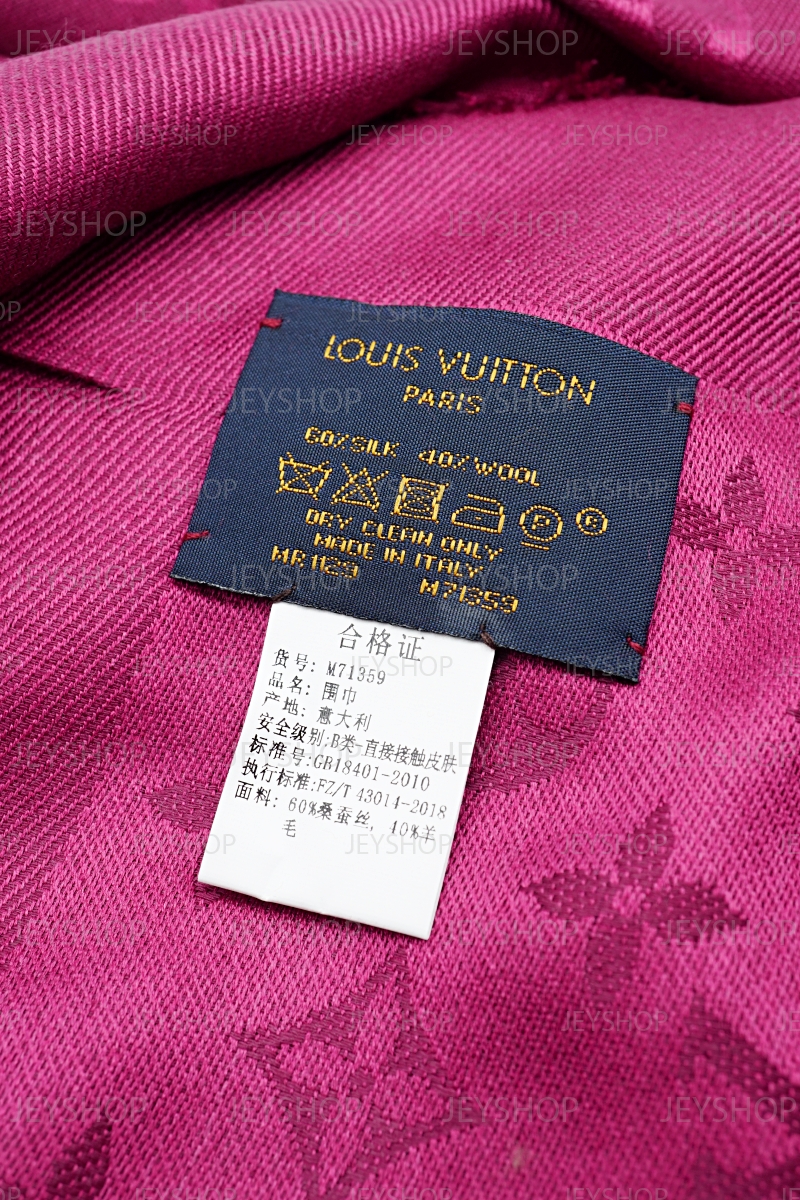 LOUIS VUITTON
PARIS
60%SILK 40%WOOL
DRY CLEAN ONLY
MADE IN ITALY
MR1123 M71359
合格证
货号: M71359
品名: 围巾
产地: 意大利
安全级别:B类-直接接触皮肤
标准号:GB18401-2010
执行标准:FZ/T 43014-2018
面料: 60%桑蚕丝, 40%羊
毛
JEYSHOP